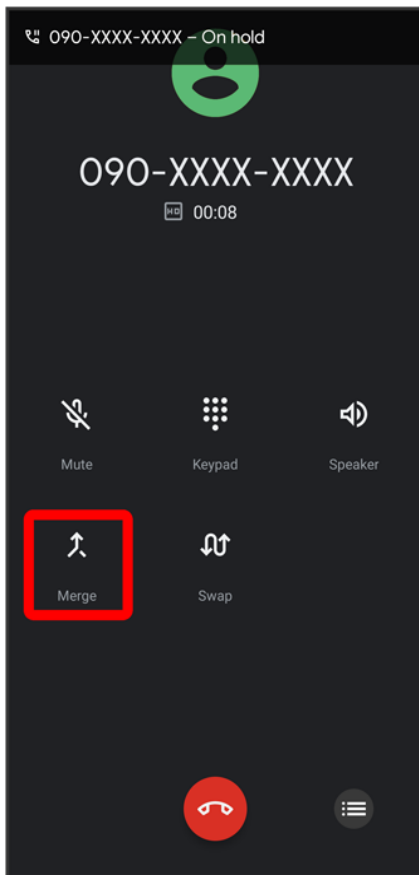 090-XXXX-XXXX – On hold
090-XXXX-XXXX
HD 00:08
Mute Keypad Speaker
Merge Swap